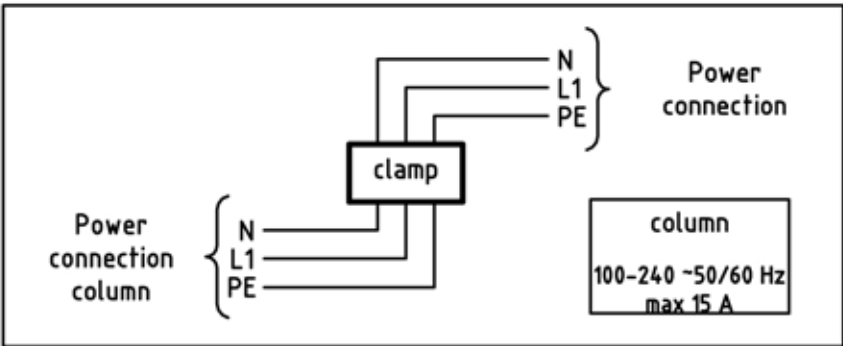 N
L1
PE
Power
connection
clamp
Power
connection
column
N
L1
PE
column
100-240 ~50/60 Hz
max 15 A